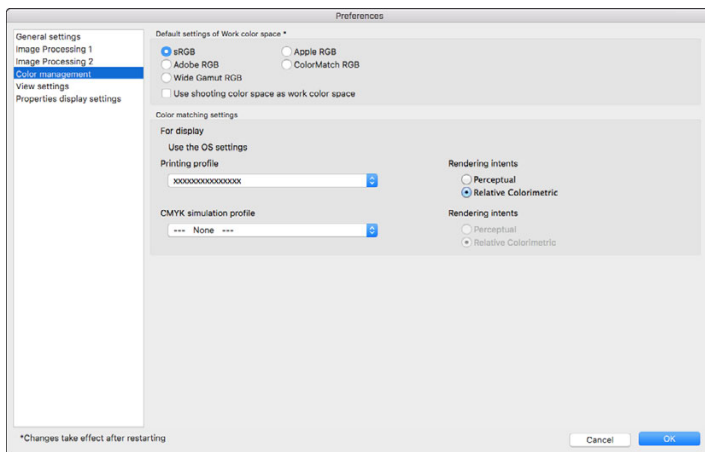 Preferences
General settings
Image Processing 1
Image Processing 2
Color management
View settings
Properties display settings
Default settings of Work color space *
sRGB
Apple RGB
Adobe RGB
ColorMatch RGB
Wide Gamut RGB
Use shooting color space as work color space
Color matching settings
For display
Use the OS settings
Printing profile
xxxxxxxxxxxxxxx
Rendering intents
Perceptual
Relative Colorimetric
CMYK simulation profile
--- None ---
Rendering intents
Perceptual
Relative Colorimetric
*Changes take effect after restarting
Cancel
OK